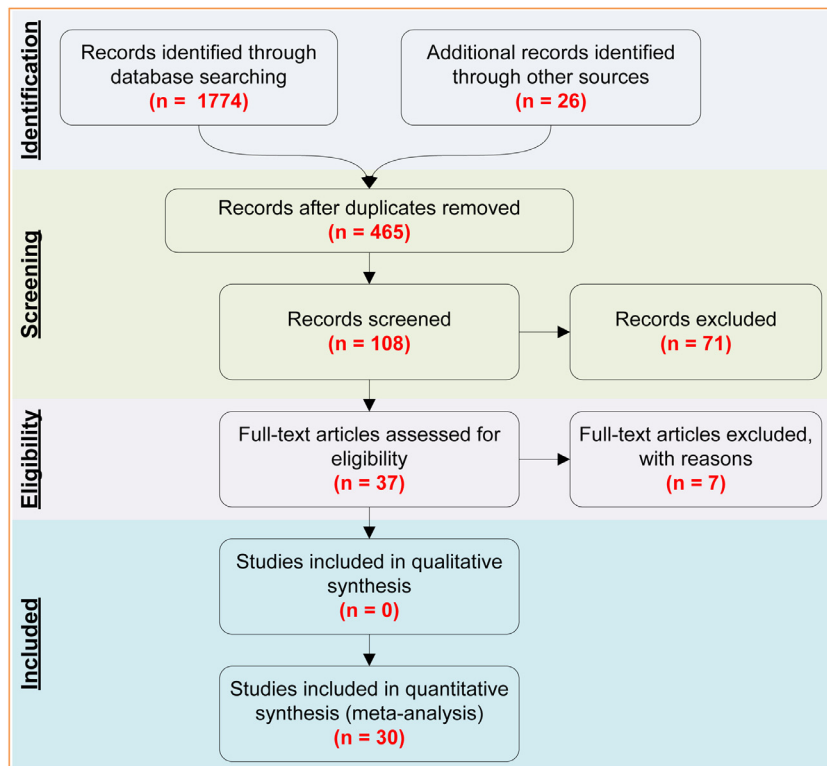 Identification
Records identified through
database searching
(n =  1774)
Additional records identified
through other sources
(n = 26)
Screening
Records after duplicates removed
(n = 465)
Records screened
(n = 108)
Records excluded
(n = 71)
Eligibility
Full-text articles assessed for
eligibility
(n = 37)
Full-text articles excluded,
with reasons
(n = 7)
Included
Studies included in qualitative
synthesis
(n = 0)
Studies included in quantitative
synthesis (meta-analysis)
(n = 30)